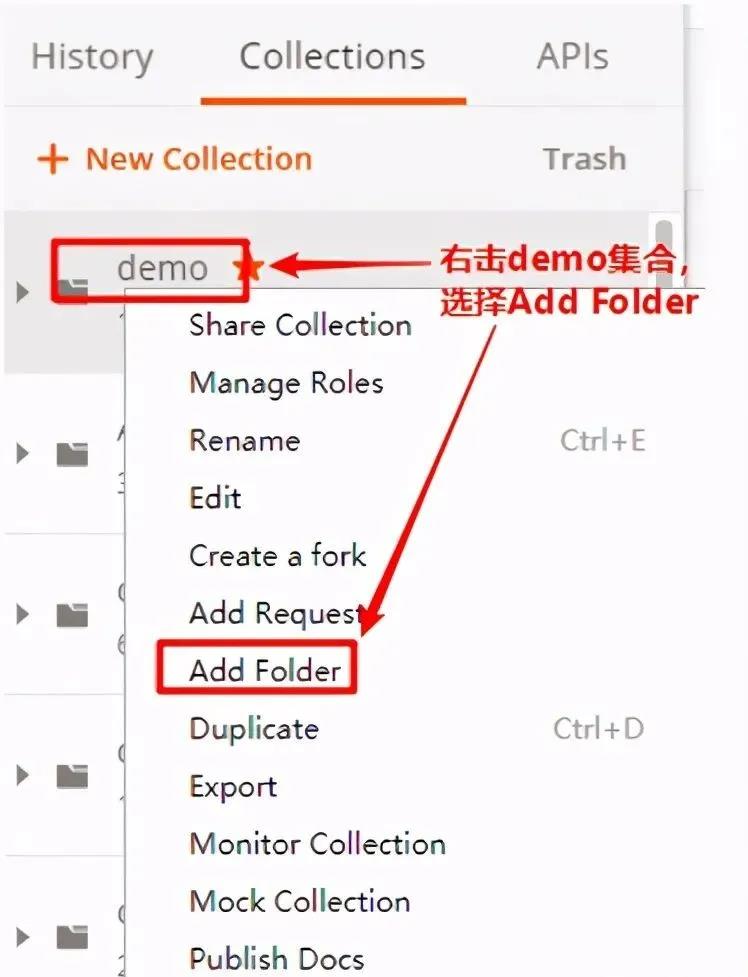 History Collections APIs
+ New Collection Trash
demo
右击demo集合,
选择Add Folder
Share Collection
Manage Roles
Rename Ctrl+E
Edit
Create a fork
Add Request
Add Folder
Duplicate Ctrl+D
Export
Monitor Collection
Mock Collection
Publish Docs